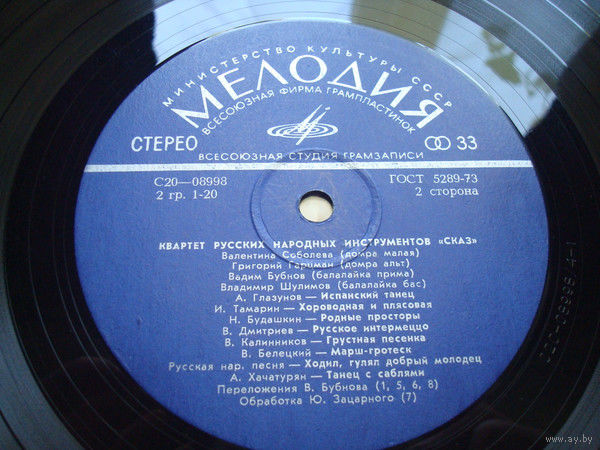 МИНИСТЕРСТВО КУЛЬТУРЫ СССР
МЕЛОДИЯ
ВСЕСОЮЗНАЯ ФИРМА ГРАМПЛАСТИНОК
СТЕРЕО
33
ВСЕСОЮЗНАЯ СТУДИЯ ГРАМЗАПИСИ
С20—08998 ГОСТ 5289-73
2 гр. 1-20 2 сторона
КВАРТЕТ РУССКИХ НАРОДНЫХ ИНСТРУМЕНТОВ «СКАЗ»
Валентина Соболева (домра малая)
Григорий Гарцман (домра альт)
Вадим Бубнов (балалайка прима)
Владимир Шулимов (балалайка бас)
А. Глазунов — Испанский танец
И. Тамарин — Хороводная и плясовая
Н. Будашкин — Родные просторы
В. Дмитриев — Русское интермеццо
В. Калинников — Грустная песенка
В. Белецкий — Марш-гротеск
Русская нар. песня — Ходил, гулял добрый молодец
А. Хачатурян — Танец с саблями
Переложения В. Бубнова (1, 5, 6, 8)
Обработка Ю. Зацарного (7)
www.ay.by